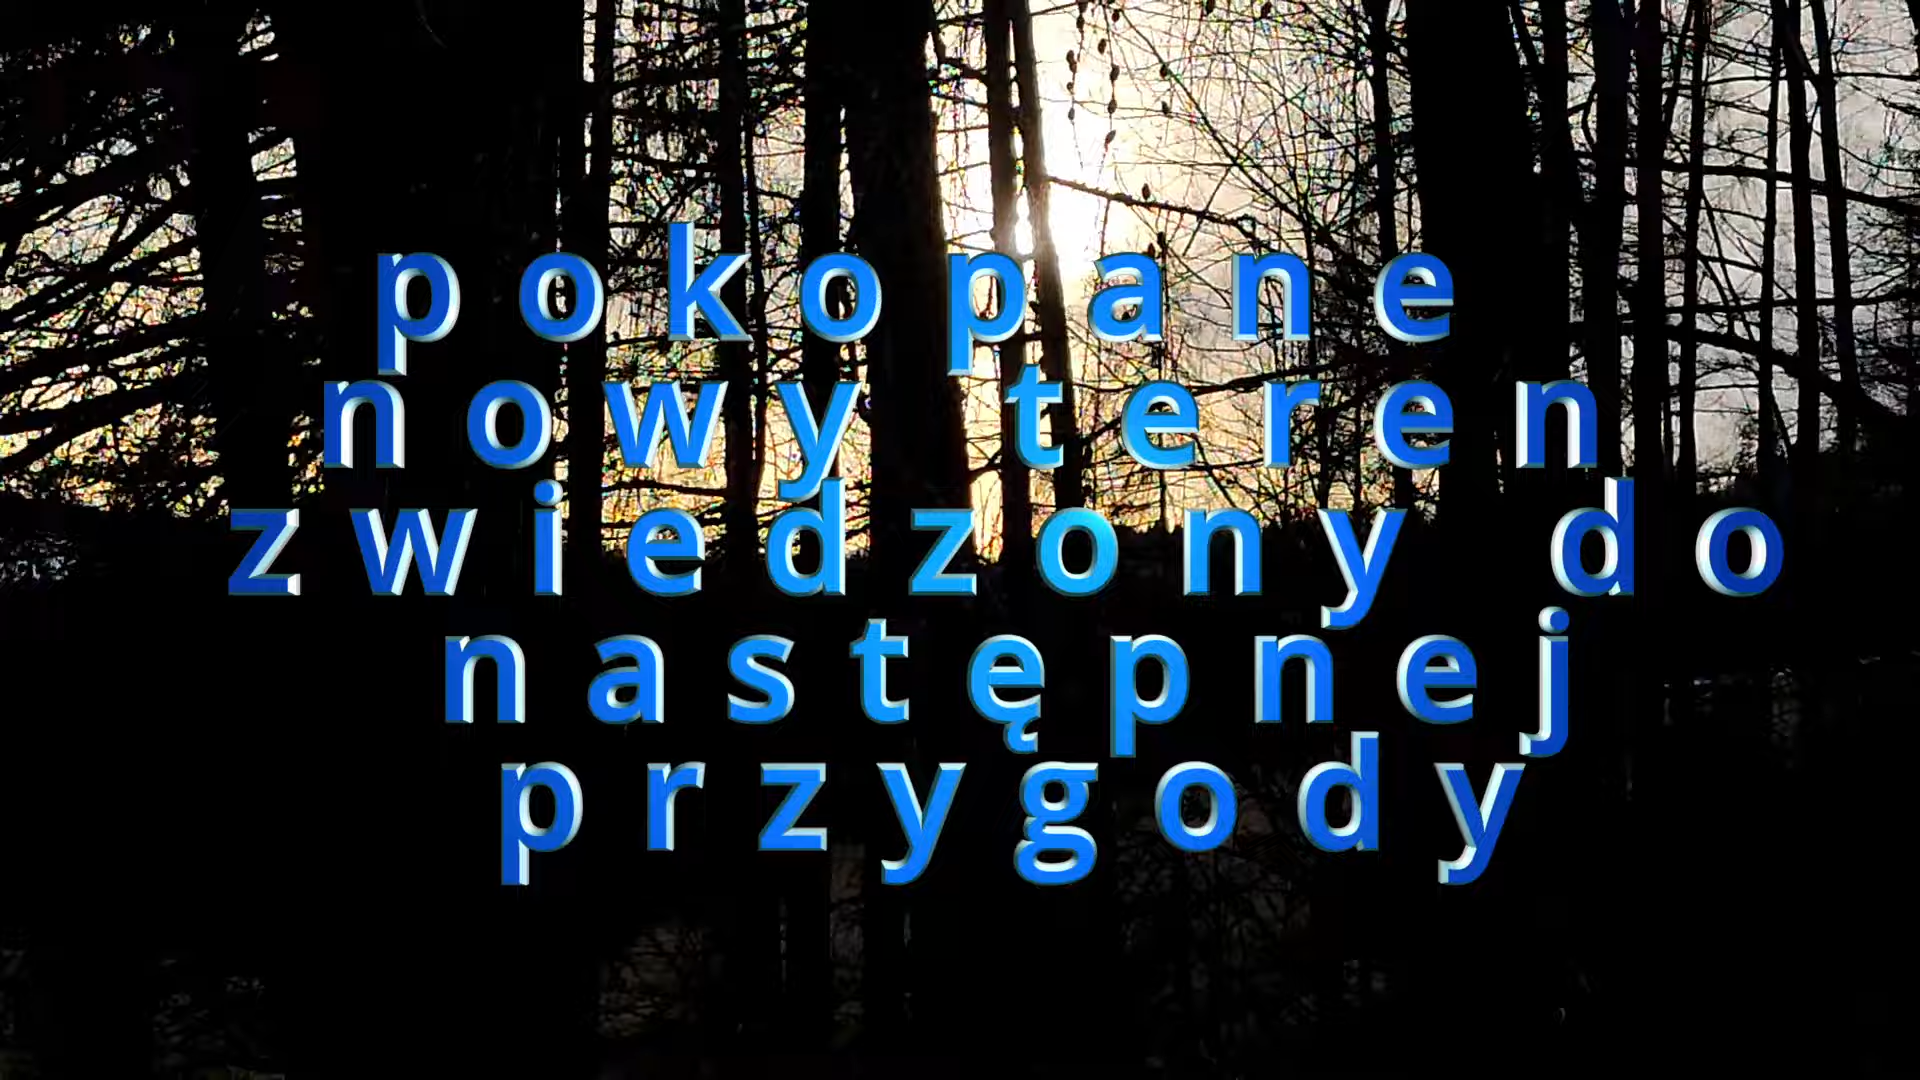 pokopane
nowy teren
zwiedzony do
następnej
przygody